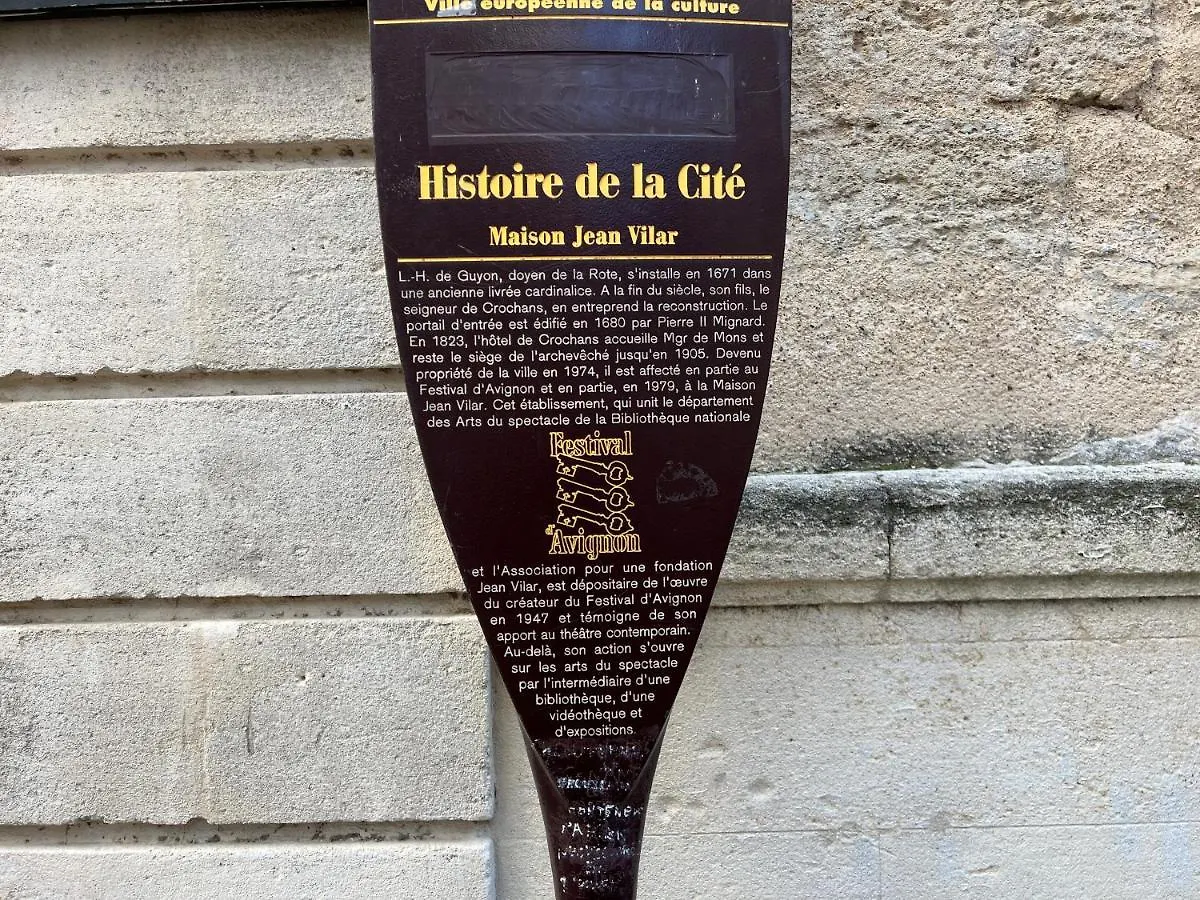 Ville européenne de la culture
Histoire de la Cité
Maison Jean Vilar
L.-H. de Guyon, doyen de la Rote, s'installe en 1671 dans
une ancienne livrée cardinalice. A la fin du siècle, son fils, le
seigneur de Crochans, en entreprend la reconstruction. Le
portail d'entrée est édifié en 1680 par Pierre II Mignard.
En 1823, l'hôtel de Crochans accueille Mgr de Mons et
reste le siège de l'archevêché jusqu'en 1905. Devenu
propriété de la ville en 1974, il est affecté en partie au
Festival d'Avignon et en partie, en 1979, à la Maison
Jean Vilar. Cet établissement, qui unit le département
des Arts du spectacle de la Bibliothèque nationale
Festival
d'Avignon
et l'Association pour une fondation
Jean Vilar, est dépositaire de l'œuvre
du créateur du Festival d'Avignon
en 1947 et témoigne de son
apport au théâtre contemporain.
Au-delà, son action s'ouvre
sur les arts du spectacle
par l'intermédiaire d'une
bibliothèque, d'une
vidéothèque et
d'expositions.